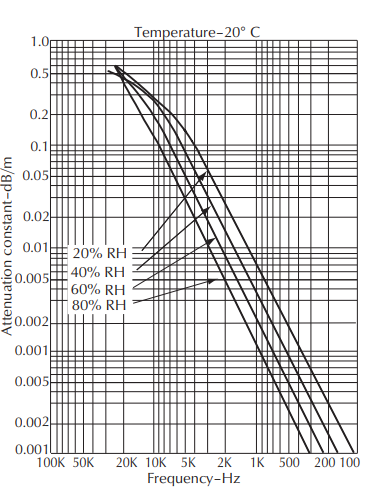 Temperature–20° C
1.0
0.5
0.2
0.1
0.05
0.02
0.01
0.005
0.002
0.001
0.005
0.002
0.001
Attenuation constant–dB/m
20% RH
40% RH
60% RH
80% RH
100K 50K 20K 10K 5K 2K 1K 500 200 100
Frequency–Hz